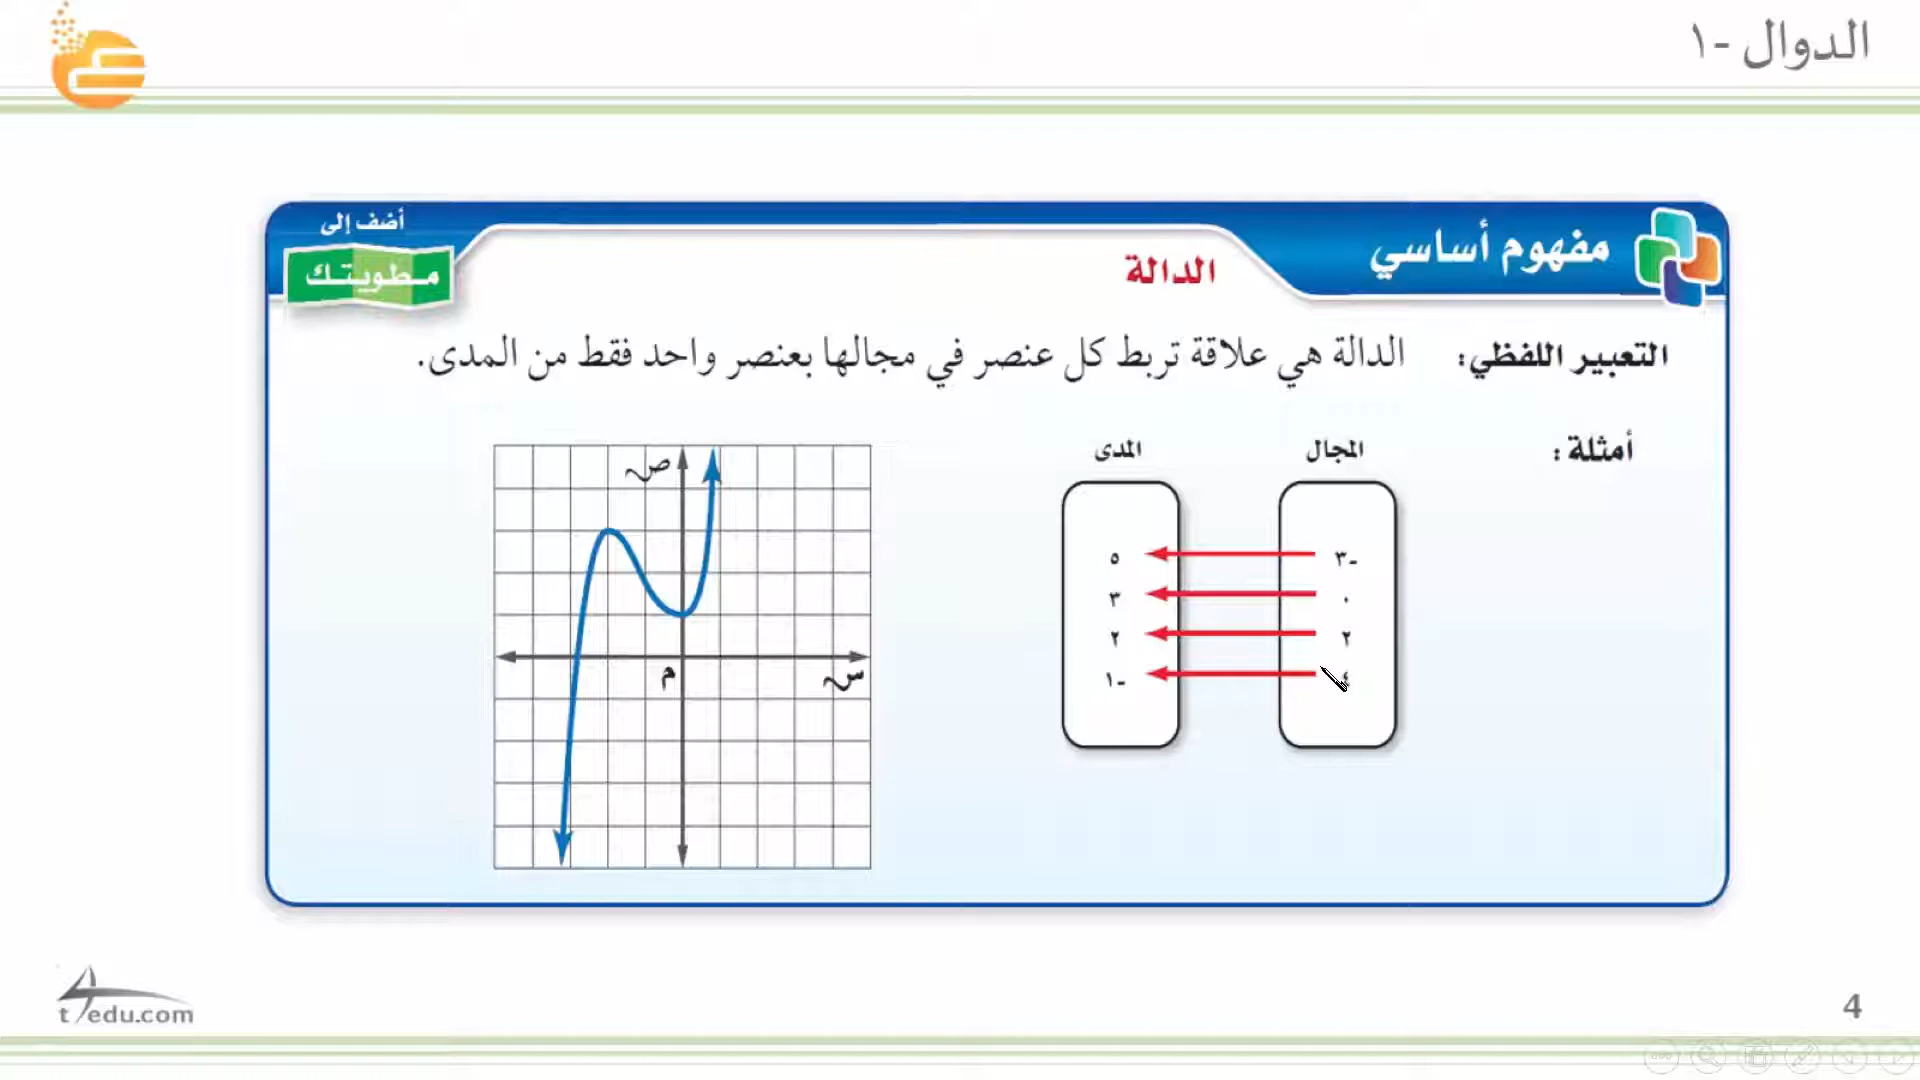 الدوال -١
مفهوم أساسي
أضف إلى
مطويتك
الدالة
التعبير اللفظي: الدالة هي علاقة تربط كل عنصر في مجالها بعنصر واحد فقط من المدى.
أمثلة :
المجال
المدى
-٣
٥
٠
٣
٢
٢
٤
-١
ص
م
س
t4edu.com
4